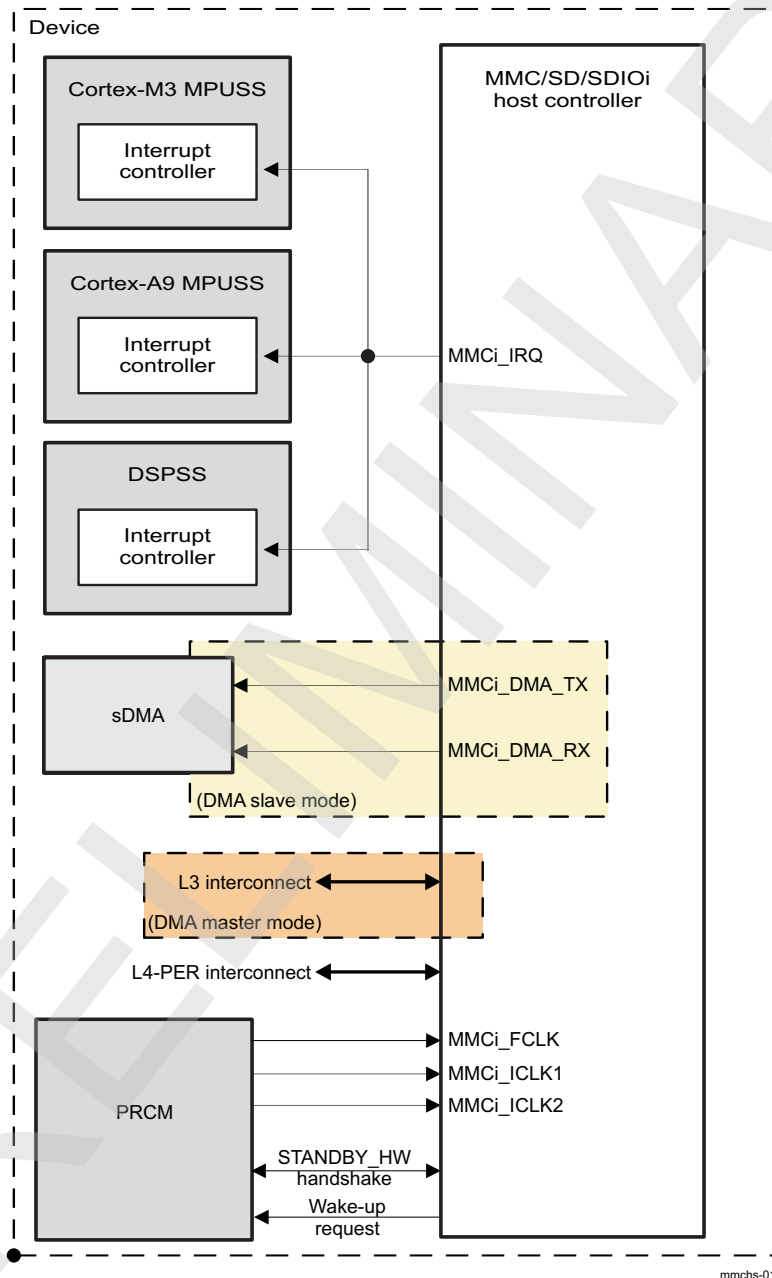 Device
Cortex-M3 MPUSS
Interrupt
controller
MMC/SD/SDIOi
host controller
Cortex-A9 MPUSS
Interrupt
controller
MMCi_IRQ
DSPSS
Interrupt
controller
sDMA
MMCi_DMA_TX
MMCi_DMA_RX
(DMA slave mode)
L3 interconnect
(DMA master mode)
L4-PER interconnect
PRCM
MMCi_FCLK
MMCi_ICLK1
MMCi_ICLK2
STANDBY_HW
handshake
Wake-up
request